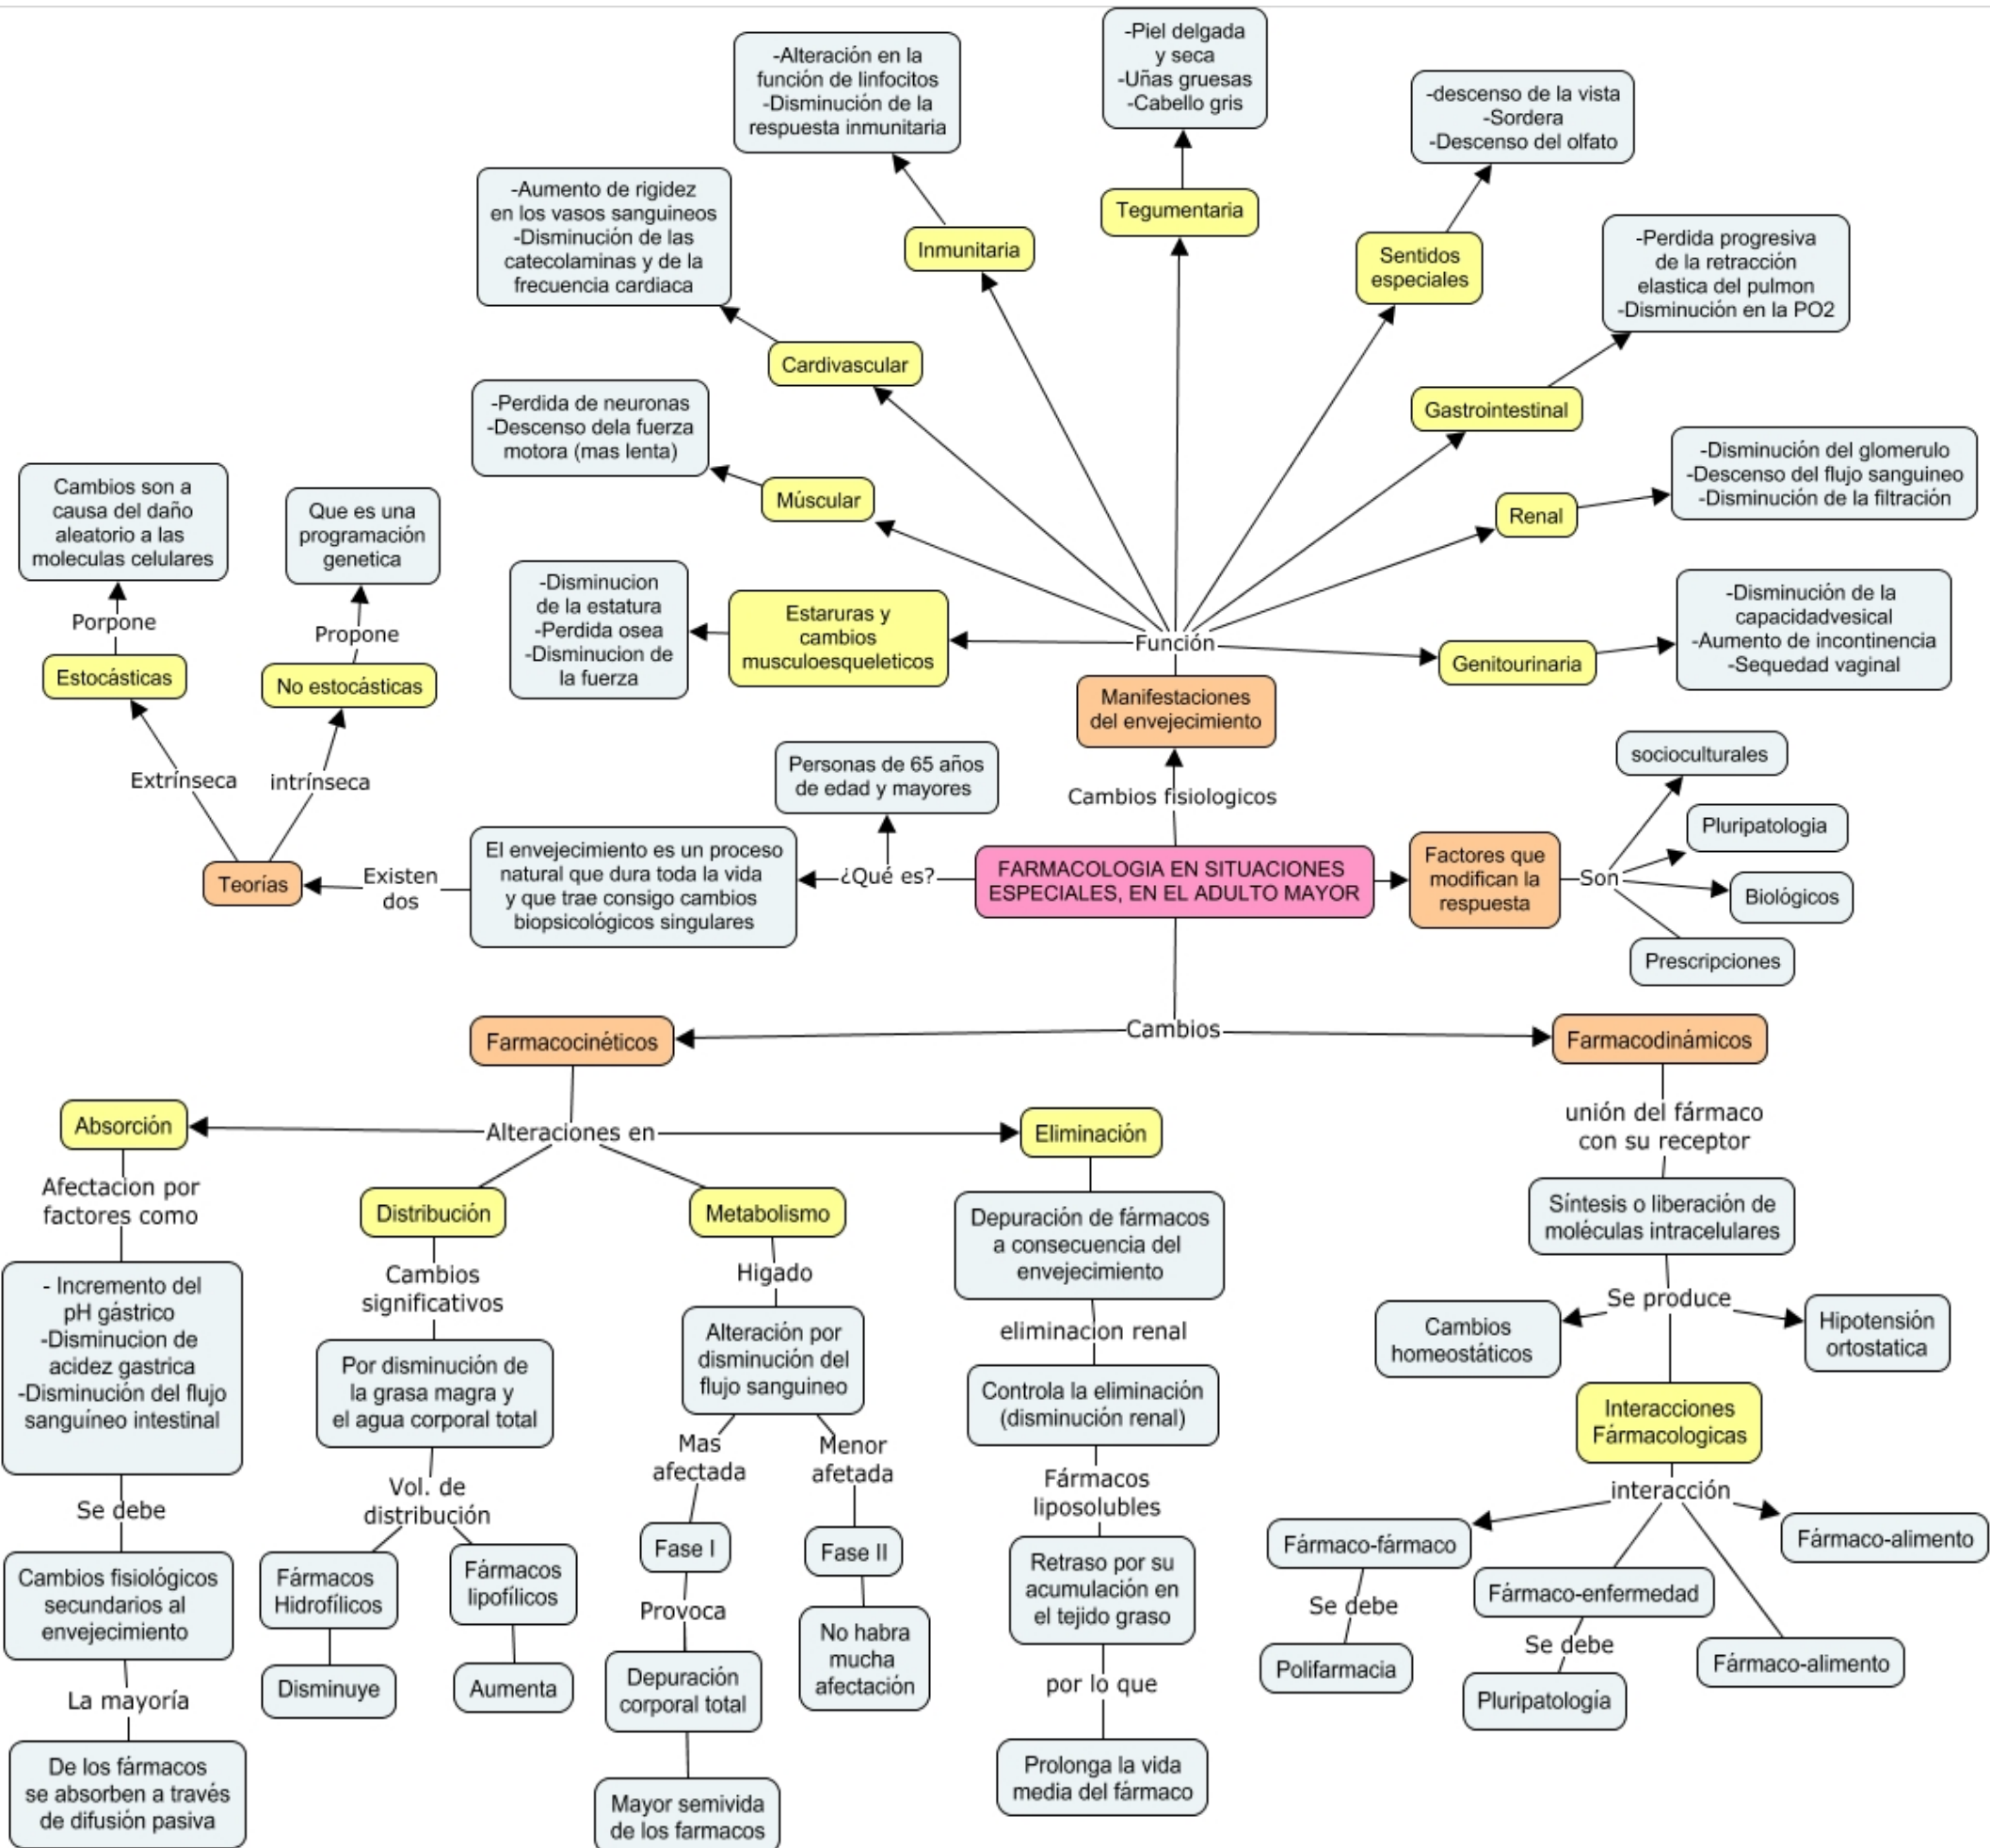 -Piel delgada
y seca
-Uñas gruesas
-Cabello gris
-Alteración en la
función de linfocitos
-Disminución de la
respuesta inmunitaria
-descenso de la vista
-Sordera
-Descenso del olfato
-Aumento de rigidez
en los vasos sanguineos
-Disminución de las
catecolaminas y de la
frecuencia cardiaca
Tegumentaria
Inmunitaria
Sentidos
especiales
-Perdida progresiva
de la retracción
elastica del pulmon
-Disminución en la PO2
Cardivascular
-Perdida de neuronas
-Descenso dela fuerza
motora (mas lenta)
Gastrointestinal
-Disminución del glomerulo
-Descenso del flujo sanguineo
-Disminución de la filtración
Múscular
Renal
Cambios son a
causa del daño
aleatorio a las
moleculas celulares
Que es una
programación
genetica
-Disminucion
de la estatura
-Perdida osea
-Disminucion de
la fuerza
Estaruras y
cambios
musculoesqueleticos
Función
Genitourinaria
-Disminución de la
capacidadvesical
-Aumento de incontinencia
-Sequedad vaginal
Porpone
Propone
Estocásticas
No estocásticas
Manifestaciones
del envejecimiento
Extrínseca
intrínseca
Personas de 65 años
de edad y mayores
Cambios fisiologicos
socioculturales
Pluripatologia
Teorías
Existen
dos
El envejecimiento es un proceso
natural que dura toda la vida
y que trae consigo cambios
biopsicológicos singulares
¿Qué es?
FARMACOLOGIA EN SITUACIONES
ESPECIALES, EN EL ADULTO MAYOR
Factores que
modifican la
respuesta
Son
Biológicos
Prescripciones
Cambios
Farmacocinéticos
Farmacodinámicos
Absorción
Alteraciones en
Eliminación
unión del fármaco
con su receptor
Afectacion por
factores como
Distribución
Metabolismo
Depuración de fármacos
a consecuencia del
envejecimiento
Síntesis o liberación de
moléculas intracelulares
- Incremento del
pH gástrico
-Disminucion de
acidez gastrica
-Disminución del flujo
sanguíneo intestinal
Cambios
significativos
Higado
eliminacion renal
Se produce
Cambios
homeostáticos
Hipotensión
ortostatica
Por disminución de
la grasa magra y
el agua corporal total
Alteración por
disminución del
flujo sanguineo
Controla la eliminación
(disminución renal)
Interacciones
Fármacologicas
Mas
afectada
Menor
afetada
Se debe
Vol. de
distribución
Fármacos
liposolubles
interacción
Fármaco-fármaco
Fármaco-alimento
Cambios fisiológicos
secundarios al
envejecimiento
Fármacos
Hidrofílicos
Fármacos
lipofílicos
Fase I
Fase II
Retraso por su
acumulación en
el tejido graso
Fármaco-enfermedad
Se debe
Provoca
No habra
mucha
afectación
Se debe
Fármaco-alimento
Polifarmacia
La mayoría
Disminuye
Aumenta
Depuración
corporal total
por lo que
Pluripatología
De los fármacos
se absorben a través
de difusión pasiva
Mayor semivida
de los farmacos
Prolonga la vida
media del fármaco